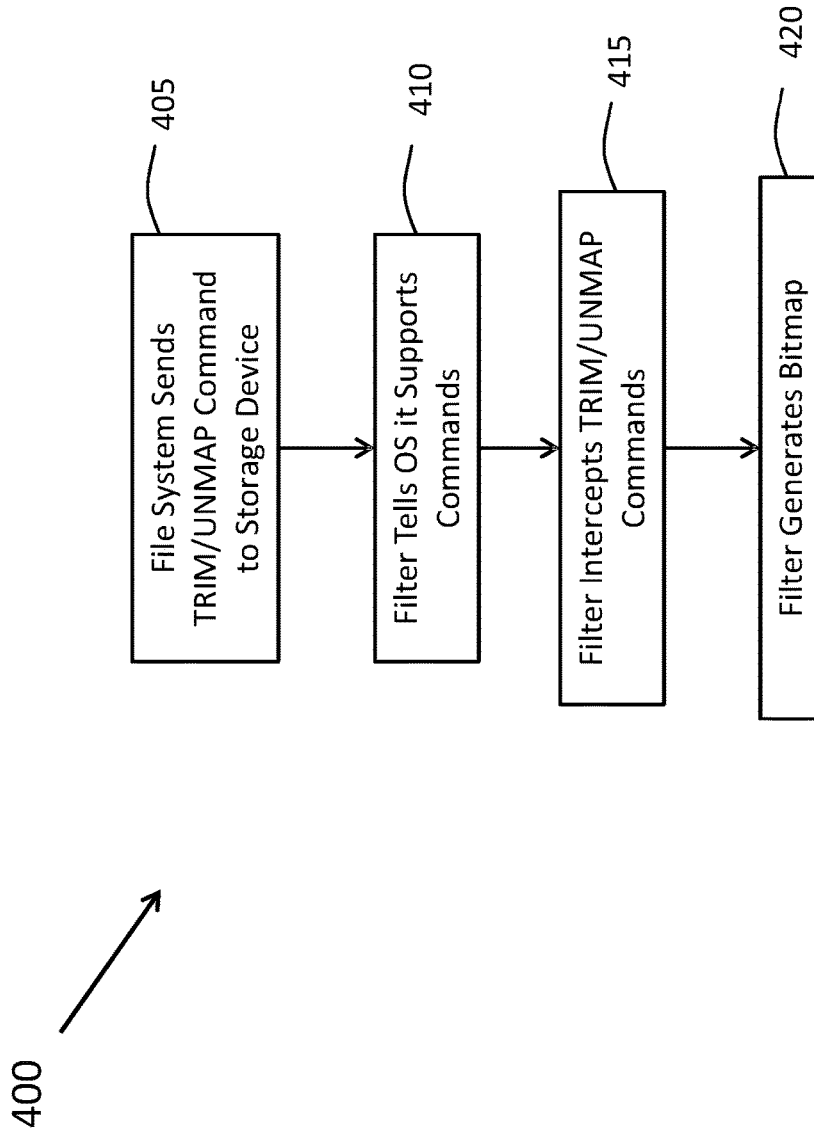 400
File System Sends
TRIM/UNMAP Command
to Storage Device
405
Filter Tells OS it Supports
Commands
410
Filter Intercepts TRIM/UNMAP
Commands
415
Filter Generates Bitmap
420